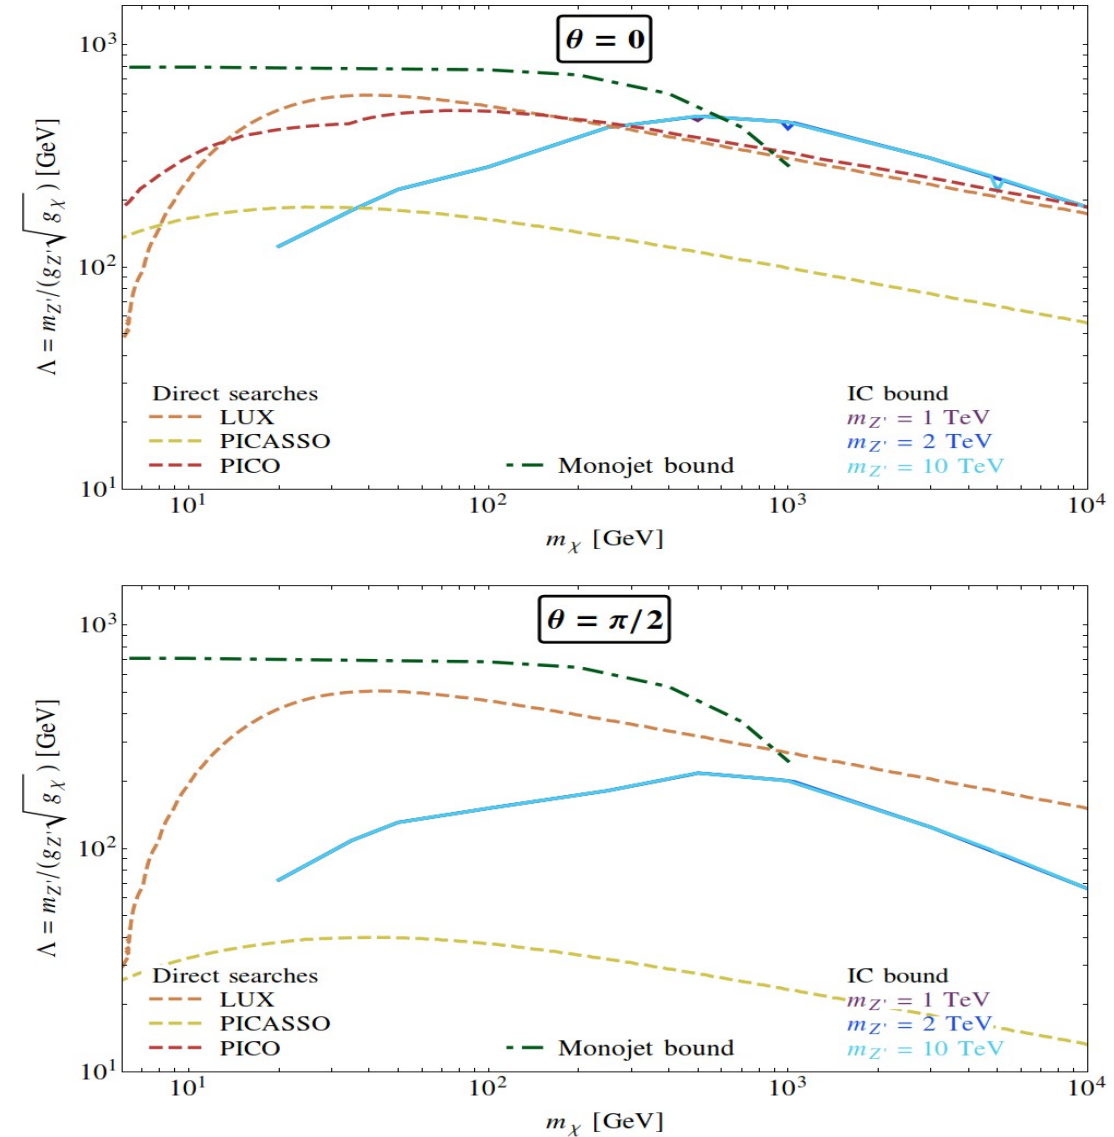 θ = 0
10³
10²
10¹
Λ = m_Z'/(g_Z'√g_χ) [GeV]
Direct searches
LUX
PICASSO
PICO
Monojet bound
IC bound
m_Z' = 1 TeV
m_Z' = 2 TeV
m_Z' = 10 TeV
10¹ 10² 10³ 10⁴
m_χ [GeV]
θ = π/2
10³
10²
10¹
Λ = m_Z'/(g_Z'√g_χ) [GeV]
Direct searches
LUX
PICASSO
PICO
Monojet bound
IC bound
m_Z' = 1 TeV
m_Z' = 2 TeV
m_Z' = 10 TeV
10¹ 10² 10³ 10⁴
m_χ [GeV]